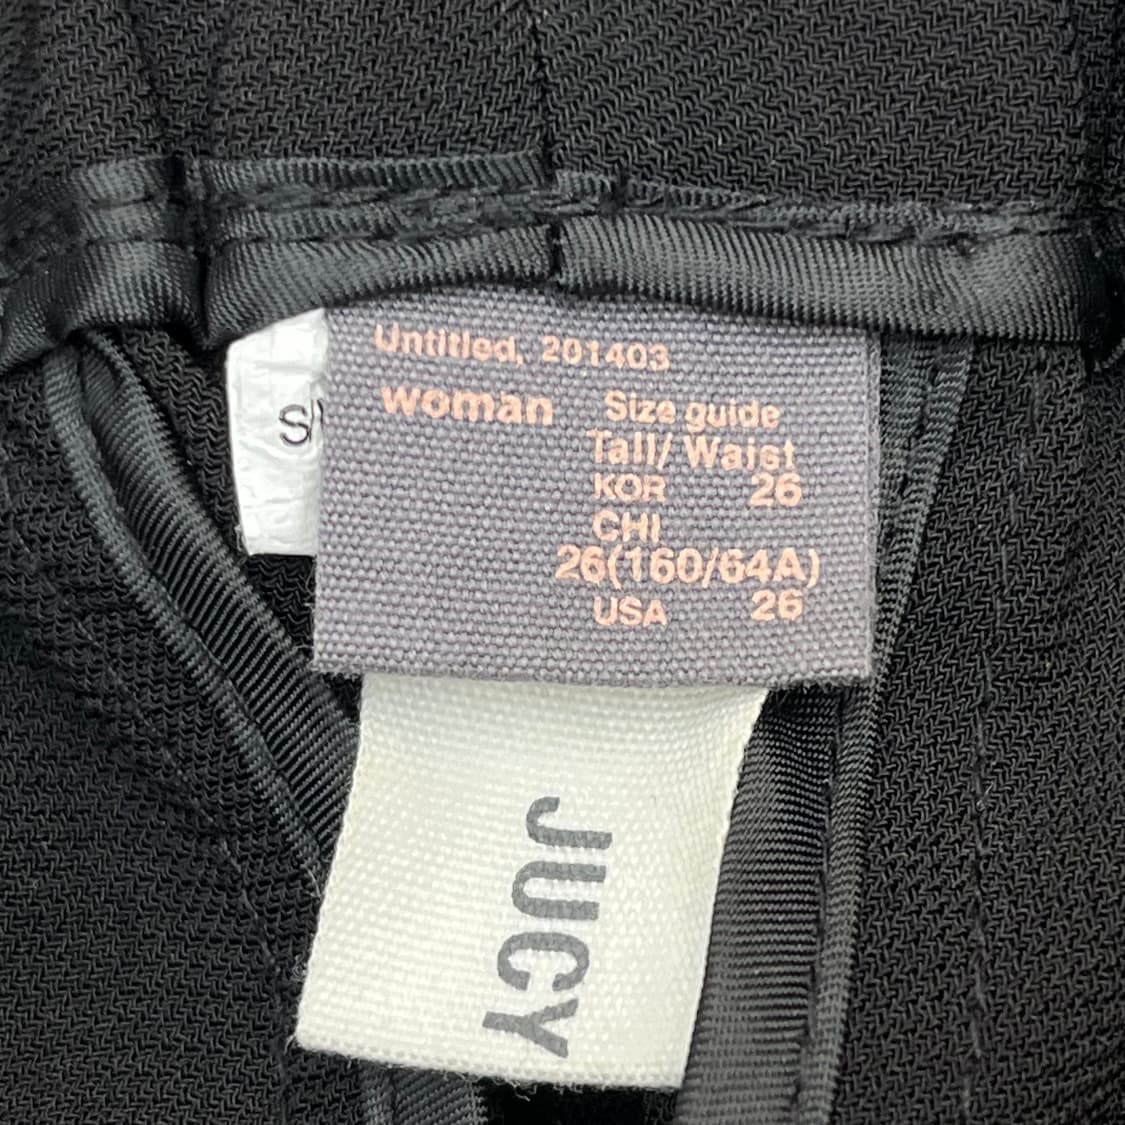 Untitled, 201403
woman Size guide
Tall/ Waist
KOR 26
CHI
26(160/64A)
USA 26
JUCY